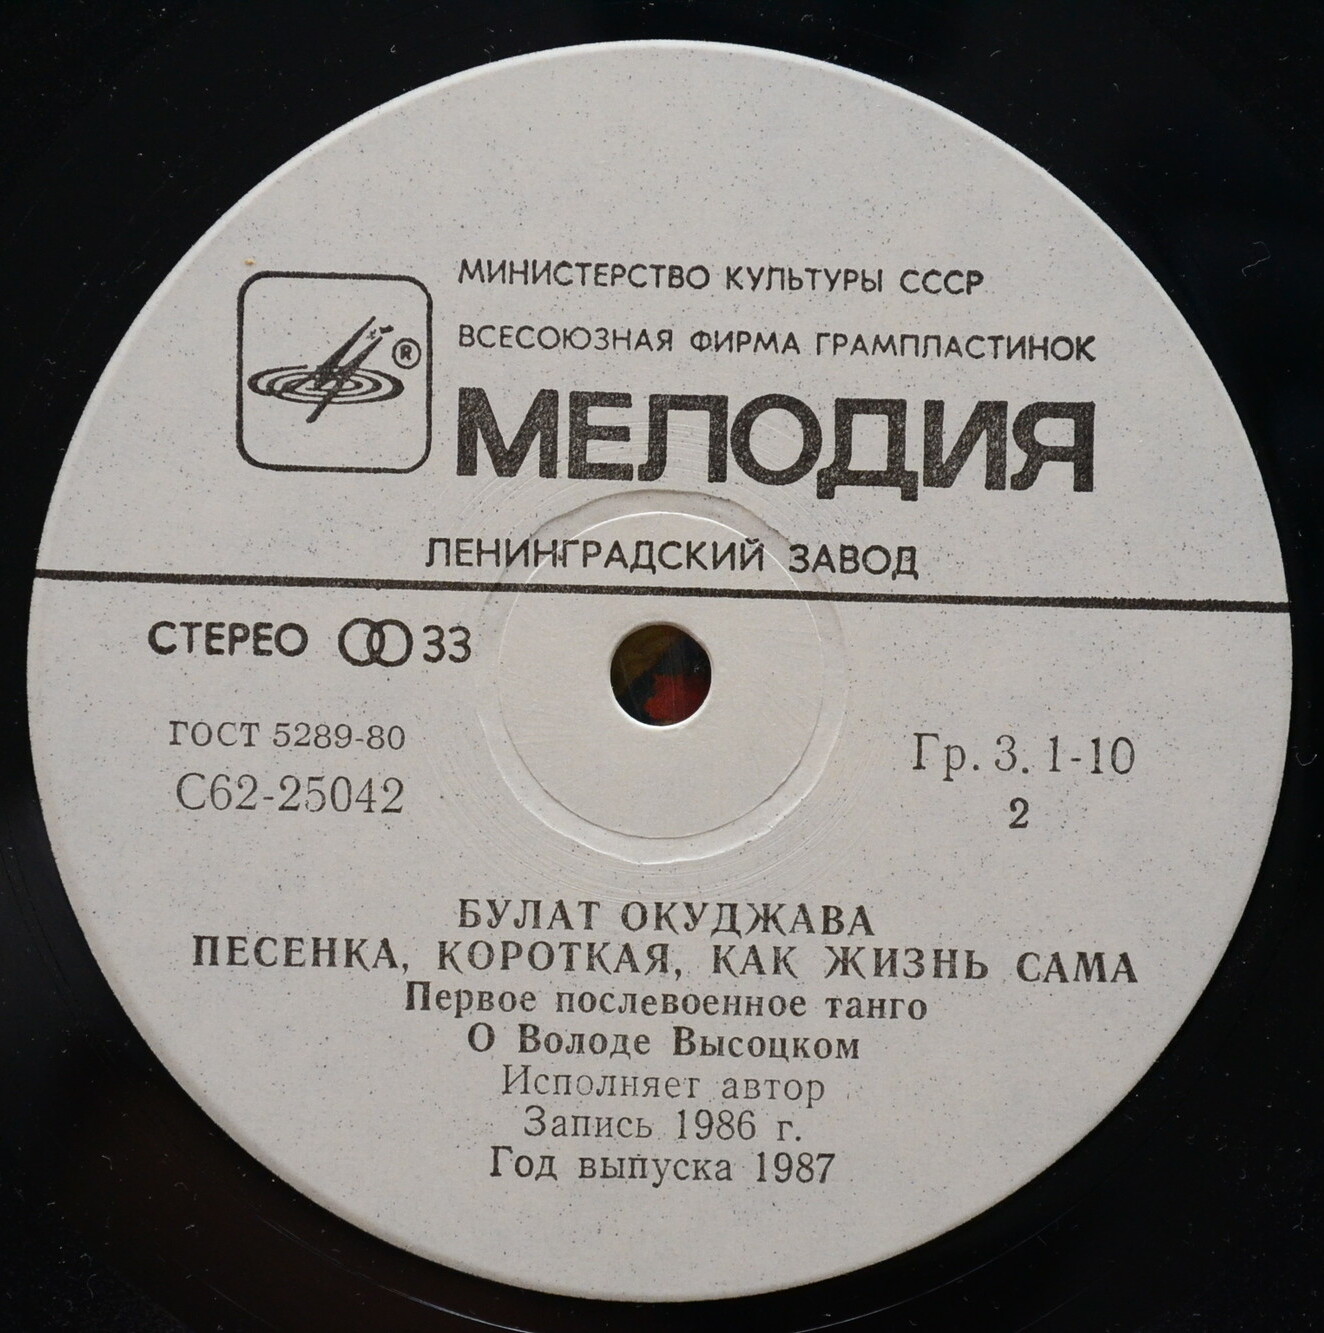 МИНИСТЕРСТВО КУЛЬТУРЫ СССР
ВСЕСОЮЗНАЯ ФИРМА ГРАМПЛАСТИНОК
®
МЕЛОДИЯ
ЛЕНИНГРАДСКИЙ ЗАВОД
СТЕРЕО 33
ГОСТ 5289-80
С62-25042
Гр. 3. 1-10
2
БУЛАТ ОКУДЖАВА
ПЕСЕНКА, КОРОТКАЯ, КАК ЖИЗНЬ САМА
Первое послевоенное танго
О Володе Высоцком
Исполняет автор
Запись 1986 г.
Год выпуска 1987